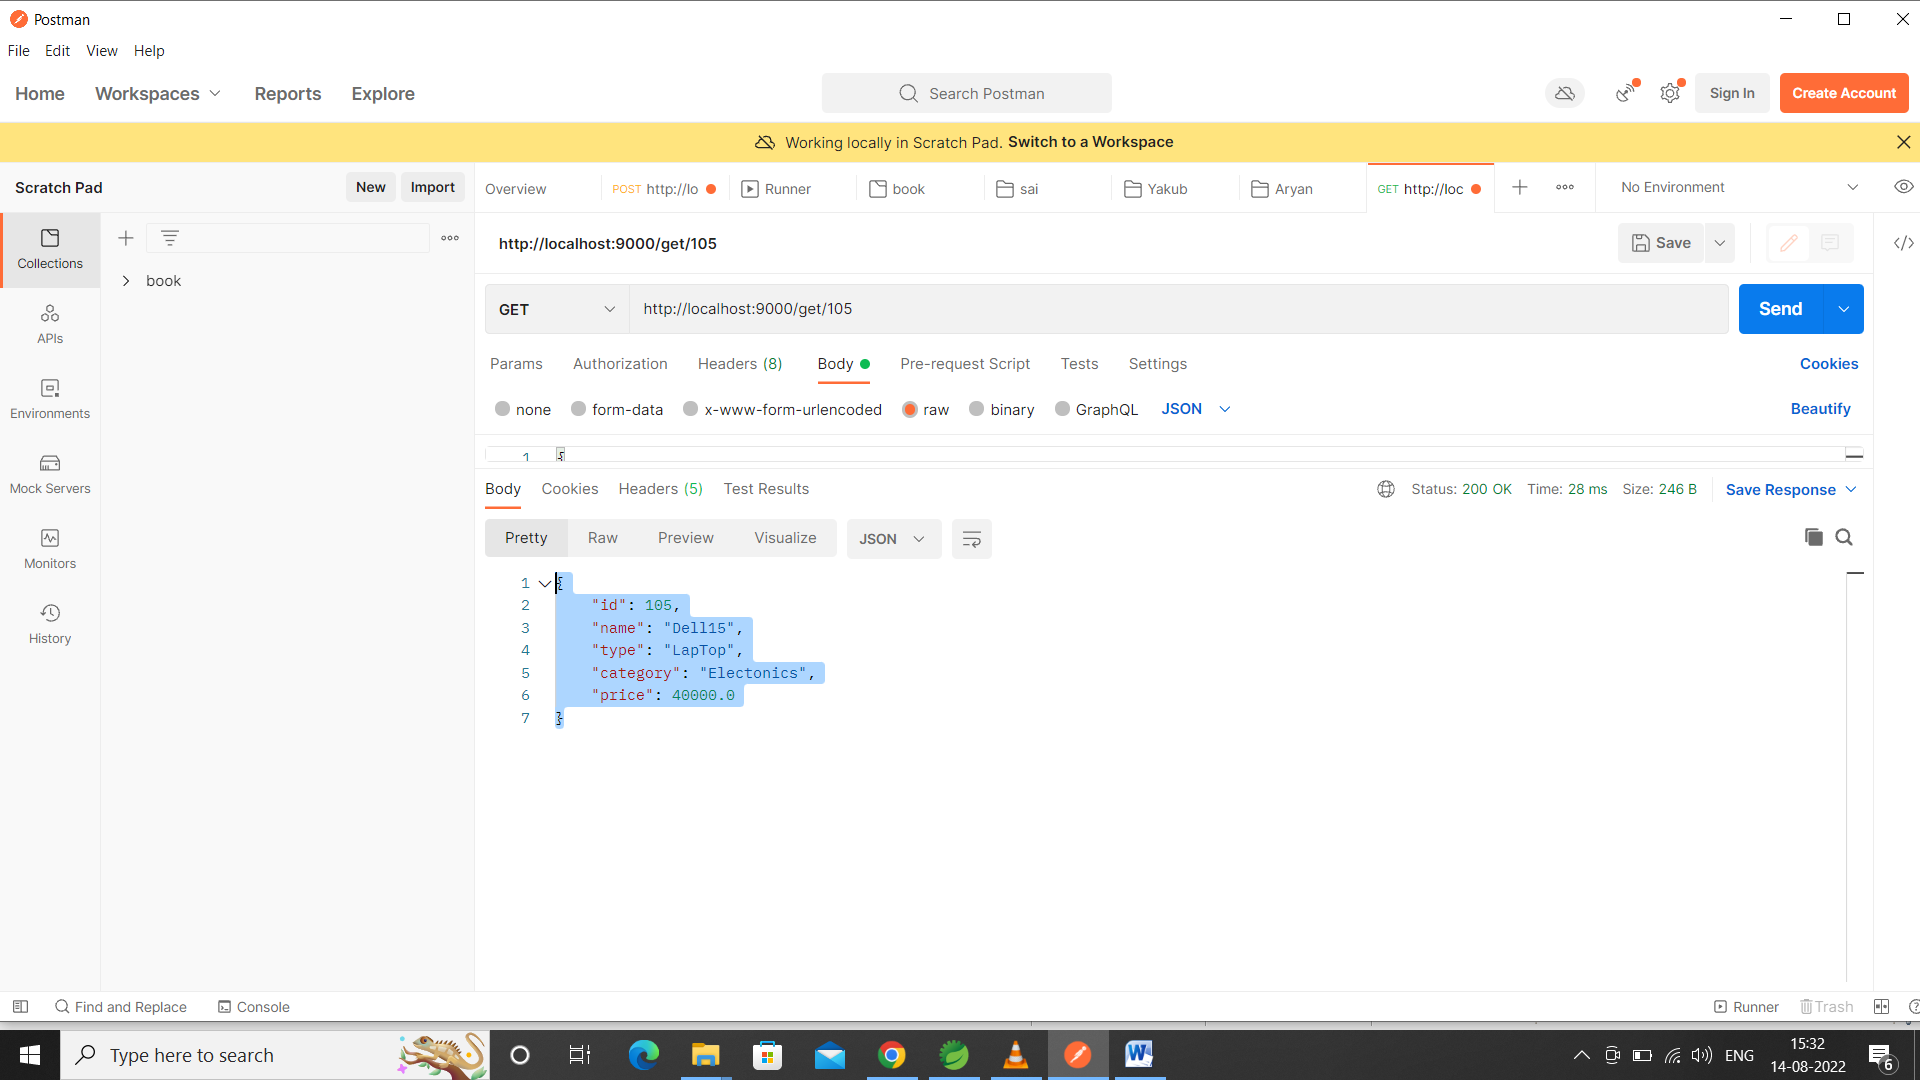 Postman
File Edit View Help
Home Workspaces Reports Explore Search Postman Sign In Create Account
Working locally in Scratch Pad. Switch to a Workspace
Scratch Pad New Import
Overview POST http://lo Runner book sai Yakub Aryan GET http://loc No Environment
Collections
book
APIs
Environments
Mock Servers
Monitors
History
http://localhost:9000/get/105 Save
GET http://localhost:9000/get/105 Send
Params Authorization Headers (8) Body Pre-request Script Tests Settings Cookies
none form-data x-www-form-urlencoded raw binary GraphQL JSON Beautify
1 {
Body Cookies Headers (5) Test Results Status: 200 OK Time: 28 ms Size: 246 B Save Response
Pretty Raw Preview Visualize JSON
1 {
2 "id": 105,
3 "name": "Dell15",
4 "type": "LapTop",
5 "category": "Electonics",
6 "price": 40000.0
7 }
Find and Replace Console Runner Trash
Type here to search ENG 15:32
14-08-2022 6